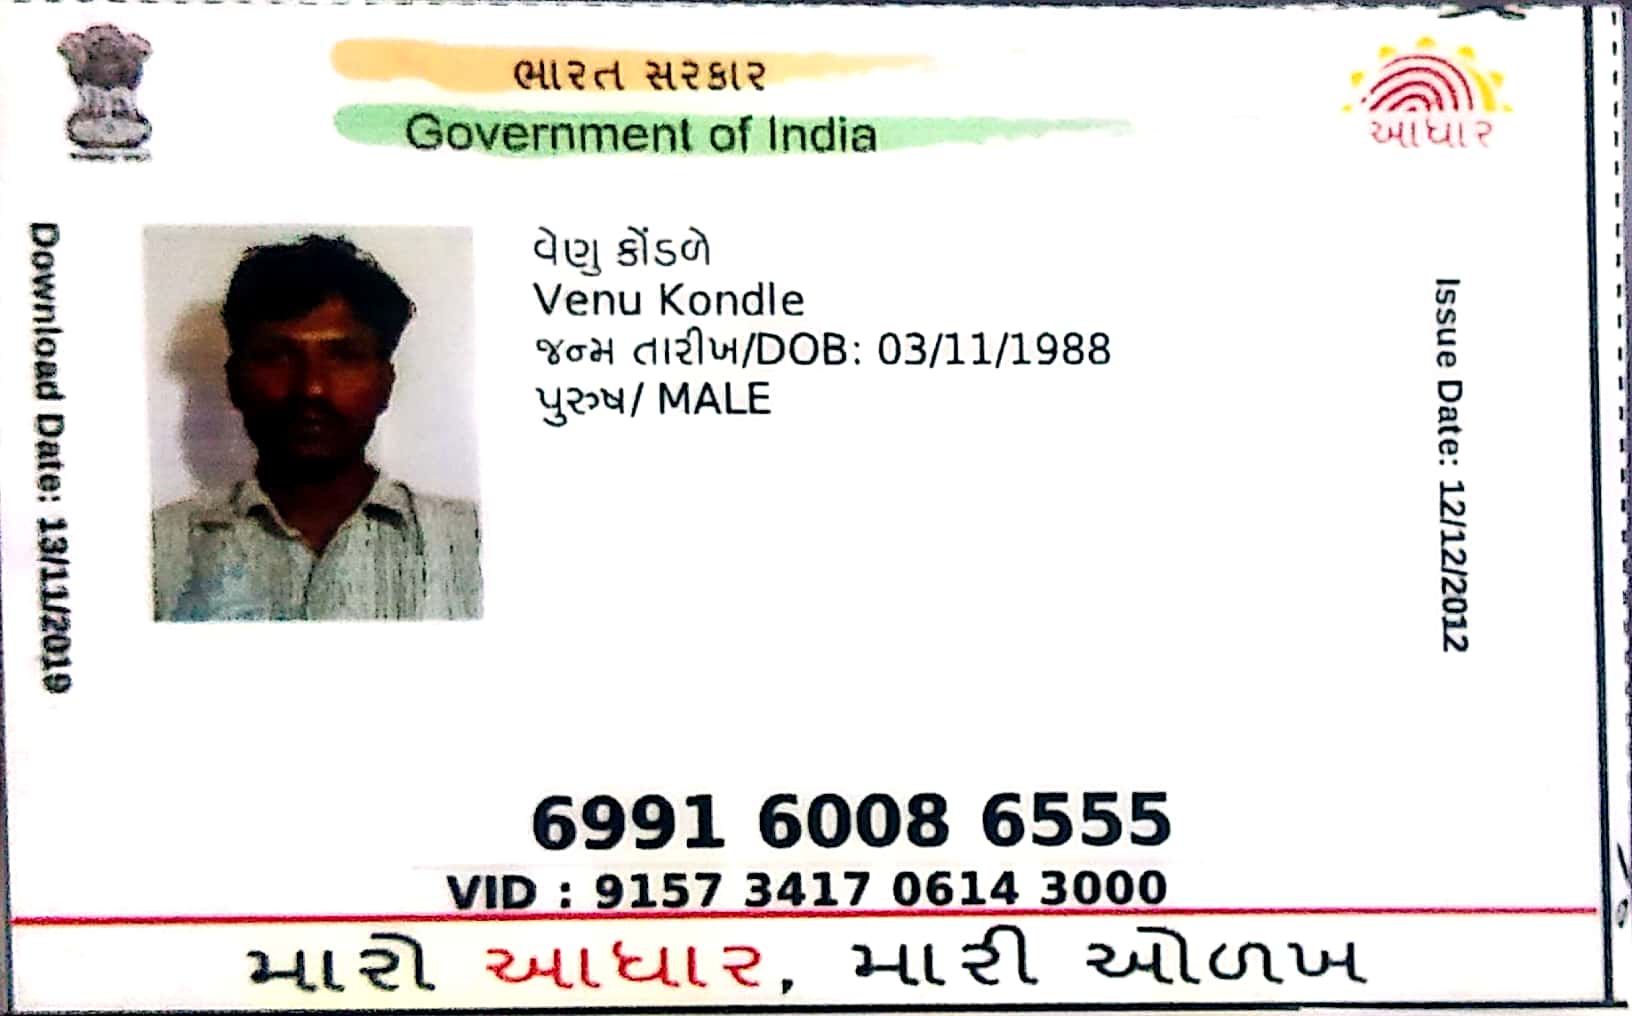 ભારત સરકાર
Government of India
આધાર
Download Date: 13/11/2019
વેણુ કોંડળે
Venu Kondle
જન્મ તારીખ/DOB: 03/11/1988
પુરુષ/ MALE
Issue Date: 12/12/2012
6991 6008 6555
VID : 9157 3417 0614 3000
મારો આધાર, મારી ઓળખ